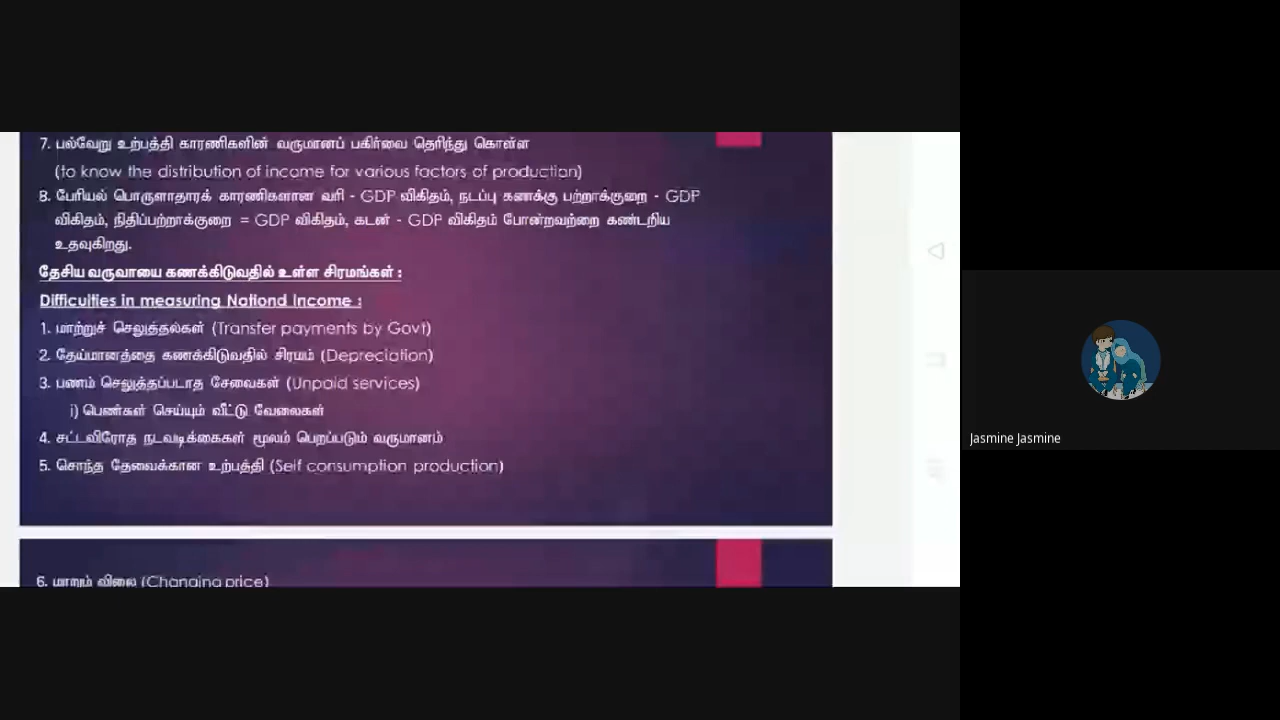 7. பல்வேறு உற்பத்தி காரணிகளின் வருமானப் பகிர்வை தெரிந்து கொள்ள
(to know the distribution of income for various factors of production)
8. பேரியல் பொருளாதாரக் காரணிகளான வரி - GDP விகிதம், நடப்பு கணக்கு பற்றாக்குறை - GDP
விகிதம், நிதிப்பற்றாக்குறை = GDP விகிதம், கடன் - GDP விகிதம் போன்றவற்றை கண்டறிய
உதவுகிறது.
தேசிய வருவாயை கணக்கிடுவதில் உள்ள சிரமங்கள் :
Difficulties in measuring Nationd Income :
1. மாற்றுச் செலுத்தல்கள் (Transfer payments by Govt)
2. தேய்மானத்தை கணக்கிடுவதில் சிரமம் (Depreciation)
3. பணம் செலுத்தப்படாத சேவைகள் (Unpaid services)
i) பெண்கள் செய்யும் வீட்டு வேலைகள்
4. சட்டவிரோத நடவடிக்கைகள் மூலம் பெறப்படும் வருமானம்
5. சொந்த தேவைக்கான உற்பத்தி (Self consumption production)
6. மாறும் விலை (Changing price)
Jasmine Jasmine